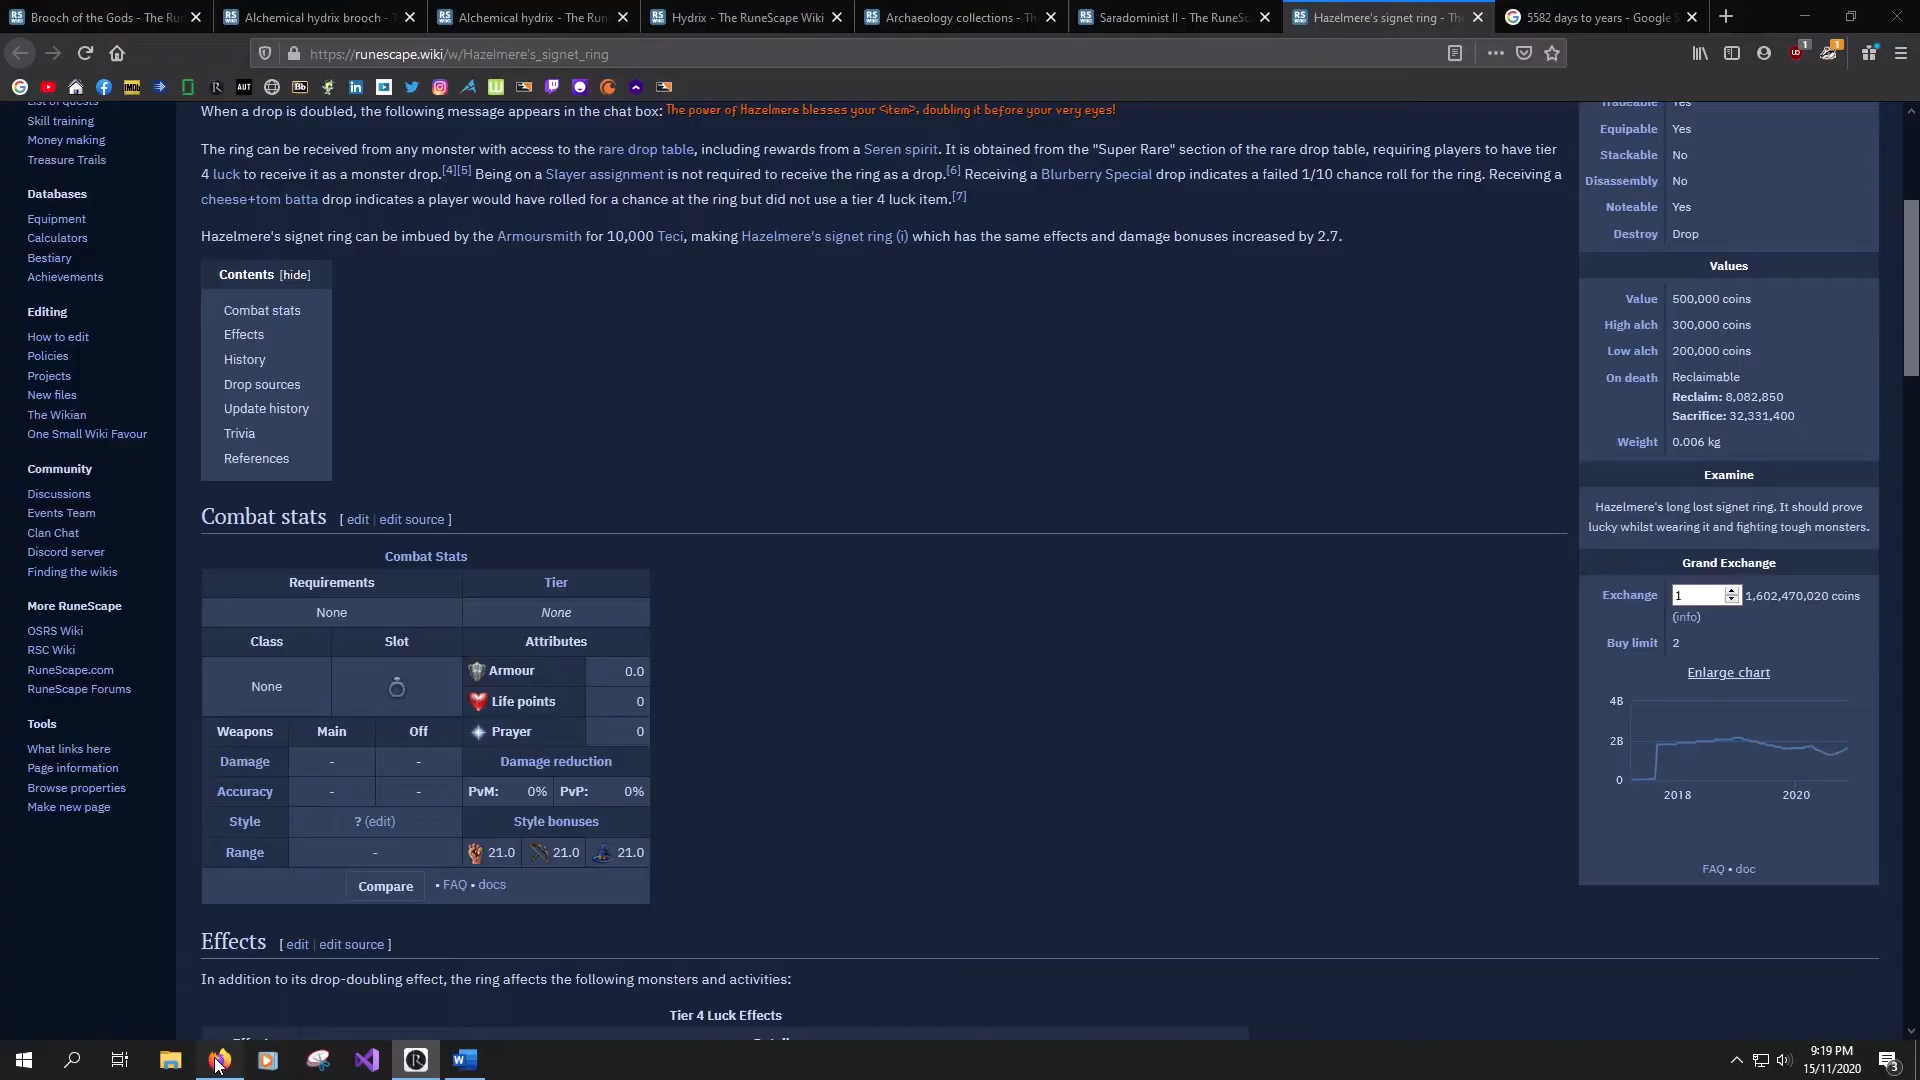 Brooch of the Gods - The Ru
Alchemical hydrix brooch - T
Alchemical hydrix - The Rune
Hydrix - The RuneScape Wiki
Archaeology collections - Th
Saradominist II - The RuneSc
Hazelmere's signet ring - The
5582 days to years - Google S
https://runescape.wiki/w/Hazelmere's_signet_ring
1
1
IMDb
AUT
Bb
List of quests
Skill training
Money making
Treasure Trails
Databases
Equipment
Calculators
Bestiary
Achievements
Editing
How to edit
Policies
Projects
New files
The Wikian
One Small Wiki Favour
Community
Discussions
Events Team
Clan Chat
Discord server
Finding the wikis
More RuneScape
OSRS Wiki
RSC Wiki
RuneScape.com
RuneScape Forums
Tools
What links here
Page information
Browse properties
Make new page
When a drop is doubled, the following message appears in the chat box: The power of Hazelmere blesses your <item>, doubling it before your very eyes!
The ring can be received from any monster with access to the rare drop table, including rewards from a Seren spirit. It is obtained from the "Super Rare" section of the rare drop table, requiring players to have tier
4 luck to receive it as a monster drop.[4][5] Being on a Slayer assignment is not required to receive the ring as a drop.[6] Receiving a Blurberry Special drop indicates a failed 1/10 chance roll for the ring. Receiving a
cheese+tom batta drop indicates a player would have rolled for a chance at the ring but did not use a tier 4 luck item.[7]
Hazelmere's signet ring can be imbued by the Armoursmith for 10,000 Teci, making Hazelmere's signet ring (i) which has the same effects and damage bonuses increased by 2.7.
Contents [hide]
Combat stats
Effects
History
Drop sources
Update history
Trivia
References
Combat stats [ edit | edit source ]
Combat Stats
Requirements Tier
None None
Class Slot Attributes
None
Armour 0.0
Life points 0
Prayer 0
Weapons Main Off
Damage - - Damage reduction
Accuracy - - PvM: 0% PvP: 0%
Style ? (edit) Style bonuses
Range - 21.0 21.0 21.0
Compare • FAQ • docs
Effects [ edit | edit source ]
In addition to its drop-doubling effect, the ring affects the following monsters and activities:
Tier 4 Luck Effects
Tradeable Yes
Equipable Yes
Stackable No
Disassembly No
Noteable Yes
Destroy Drop
Values
Value 500,000 coins
High alch 300,000 coins
Low alch 200,000 coins
On death Reclaimable
Reclaim: 8,082,850
Sacrifice: 32,331,400
Weight 0.006 kg
Examine
Hazelmere's long lost signet ring. It should prove
lucky whilst wearing it and fighting tough monsters.
Grand Exchange
Exchange 1 1,602,470,020 coins
(info)
Buy limit 2
Enlarge chart
4B
2B
0
2018 2020
FAQ • doc
9:19 PM
15/11/2020
3